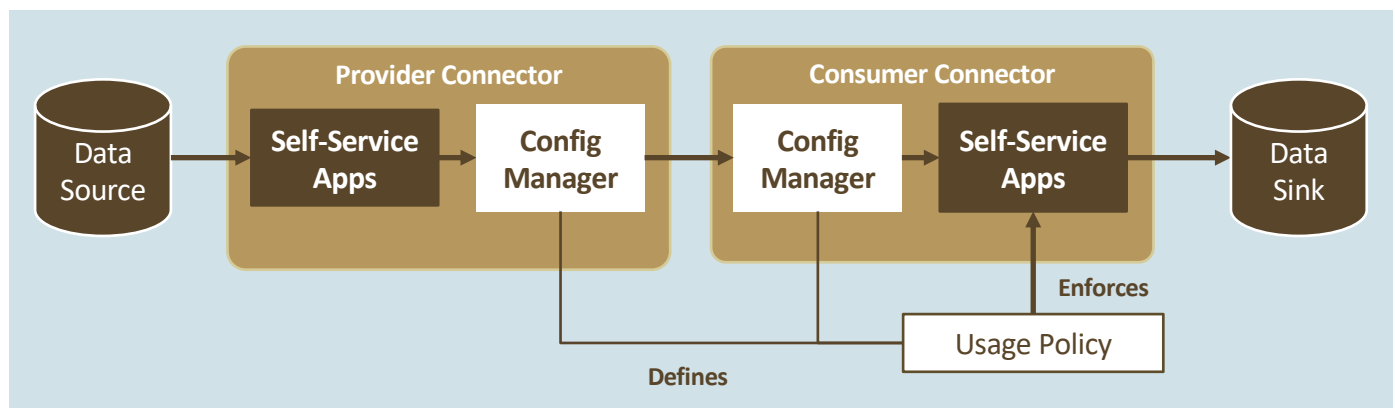 Provider Connector
Consumer Connector
Data
Source
Self-Service
Apps
Config
Manager
Config
Manager
Self-Service
Apps
Data
Sink
Enforces
Usage Policy
Defines